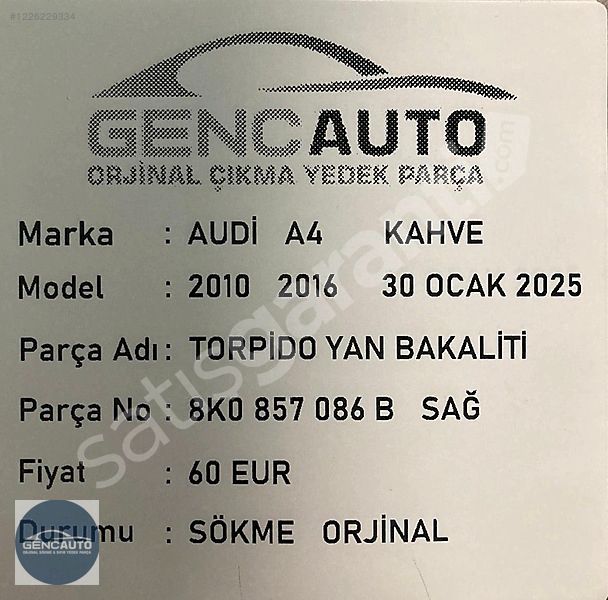 #1226229334
GENCAUTO
ORJİNAL ÇIKMA YEDEK PARÇA
Marka : AUDİ A4 KAHVE
Model : 2010 2016 30 OCAK 2025
Parça Adı : TORPİDO YAN BAKALİTİ
Parça No : 8K0 857 086 B SAĞ
Fiyat : 60 EUR
Durumu : SÖKME ORJİNAL
satısgaranti.com
GENCAUTO